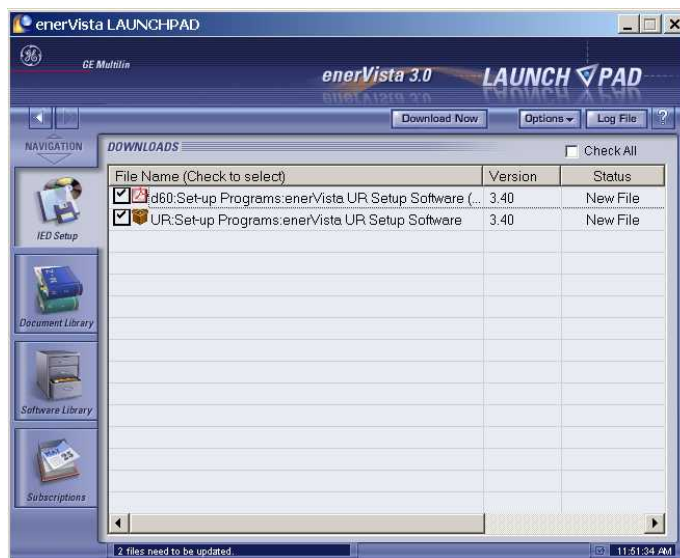 enerVista LAUNCHPAD
GE Multilin
enerVista 3.0 LAUNCH PAD
Download Now Options Log File ?
NAVIGATION
DOWNLOADS
Check All
File Name (Check to select) Version Status
d60:Set-up Programs:enerVista UR Setup Software (... 3.40 New File
UR:Set-up Programs:enerVista UR Setup Software 3.40 New File
IED Setup
Document Library
Software Library
MAY 25
Subscriptions
2 files need to be updated. 11:51:34 AM